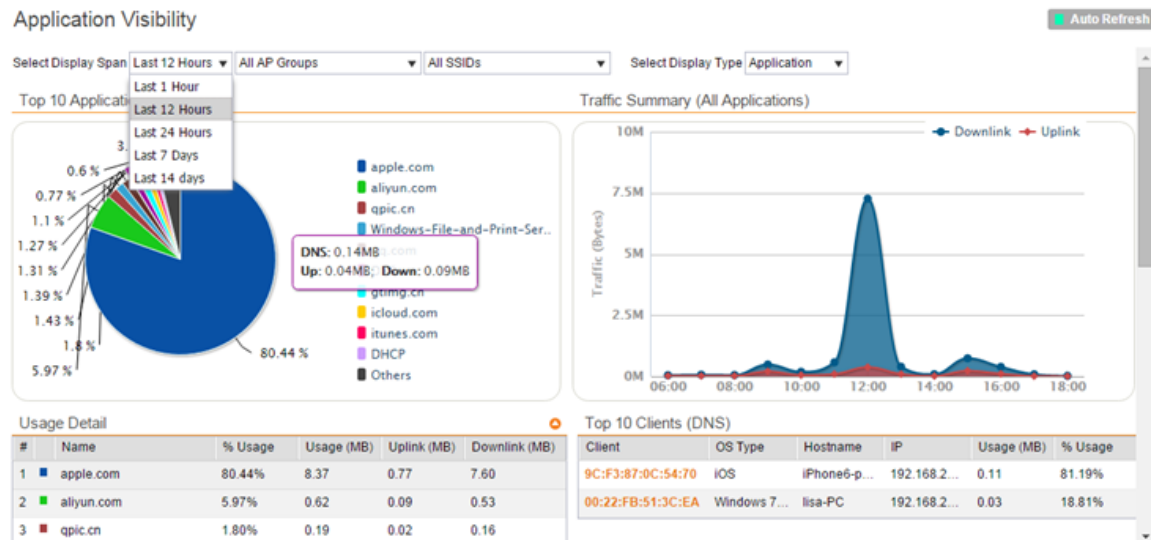 Application Visibility
Auto Refresh
Select Display Span Last 12 Hours All AP Groups All SSIDs Select Display Type Application
Last 1 Hour
Last 12 Hours
Last 24 Hours
Last 7 Days
Last 14 days
Top 10 Applicati
3.
0.6 %
0.77 %
1.1 %
1.27 %
1.31 %
1.39 %
1.43 %
1.8 %
5.97 %
80.44 %
apple.com
aliyun.com
qpic.cn
Windows-File-and-Print-Ser..
qq.com
DNS: 0.14MB
Up: 0.04MB; Down: 0.09MB
gtimg.cn
icloud.com
itunes.com
DHCP
Others
Traffic Summary (All Applications)
Downlink Uplink
Traffic (Bytes)
10M
7.5M
5M
2.5M
0M
06:00 08:00 10:00 12:00 14:00 16:00 18:00
Usage Detail
# Name % Usage Usage (MB) Uplink (MB) Downlink (MB)
1 apple.com 80.44% 8.37 0.77 7.60
2 aliyun.com 5.97% 0.62 0.09 0.53
3 qpic.cn 1.80% 0.19 0.02 0.16
Top 10 Clients (DNS)
Client OS Type Hostname IP Usage (MB) % Usage
9C:F3:87:0C:54:70 iOS iPhone6-p... 192.168.2... 0.11 81.19%
00:22:FB:51:3C:EA Windows 7... lisa-PC 192.168.2... 0.03 18.81%